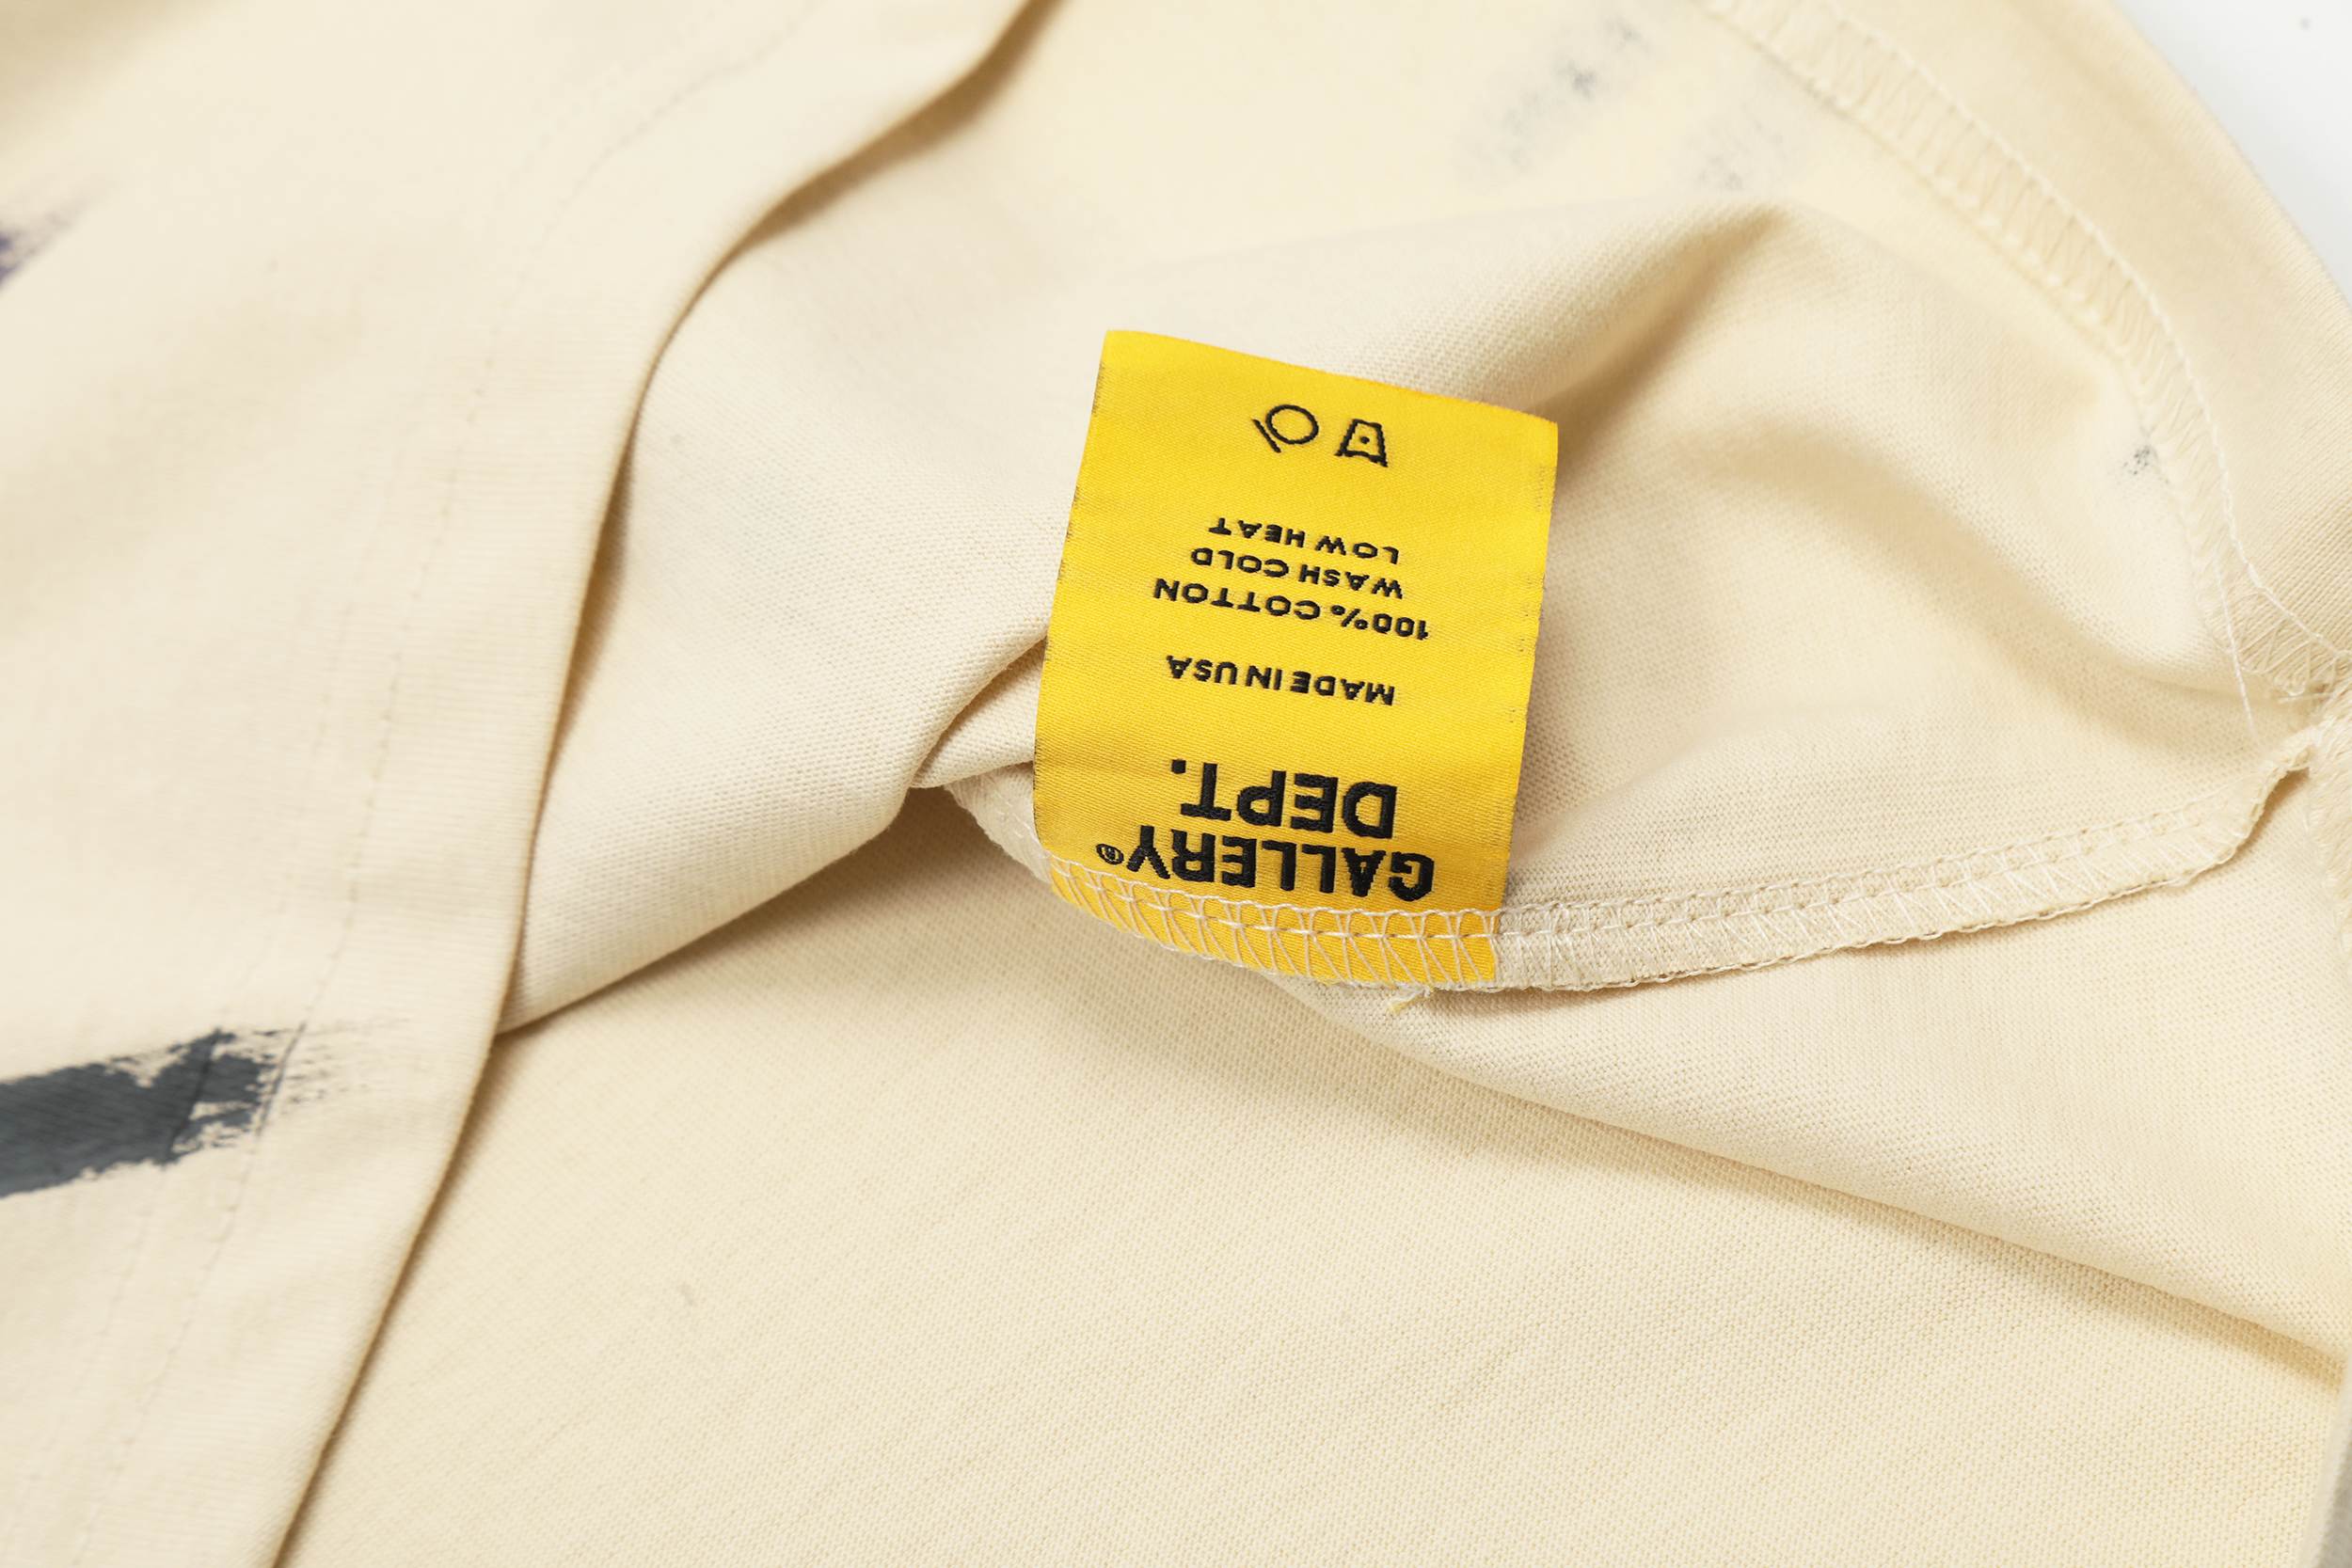 GALLERY®
DEPT.
MADE IN USA
100% COTTON
WASH COLD
LOW HEAT